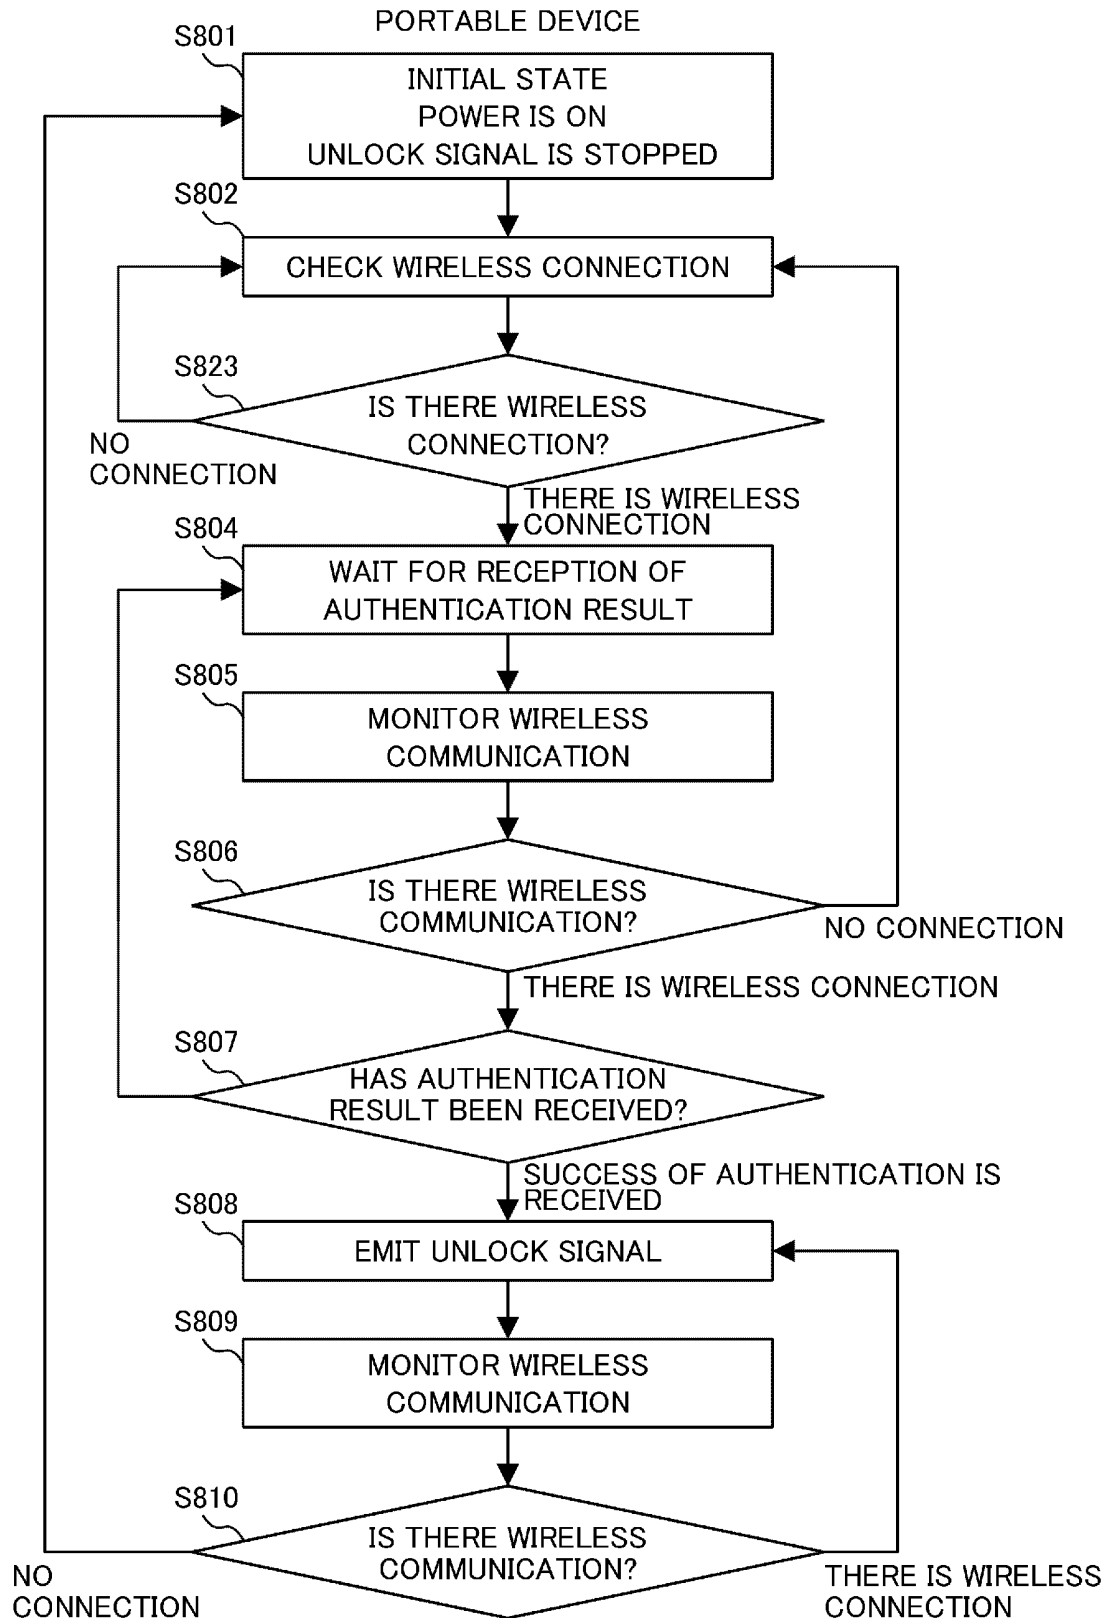 PORTABLE DEVICE
S801
INITIAL STATE
POWER IS ON
UNLOCK SIGNAL IS STOPPED
S802
CHECK WIRELESS CONNECTION
S823
IS THERE WIRELESS
CONNECTION?
NO
CONNECTION
THERE IS WIRELESS
CONNECTION
S804
WAIT FOR RECEPTION OF
AUTHENTICATION RESULT
S805
MONITOR WIRELESS
COMMUNICATION
S806
IS THERE WIRELESS
COMMUNICATION?
NO CONNECTION
THERE IS WIRELESS CONNECTION
S807
HAS AUTHENTICATION
RESULT BEEN RECEIVED?
SUCCESS OF AUTHENTICATION IS
RECEIVED
S808
EMIT UNLOCK SIGNAL
S809
MONITOR WIRELESS
COMMUNICATION
S810
IS THERE WIRELESS
COMMUNICATION?
NO
CONNECTION
THERE IS WIRELESS
CONNECTION